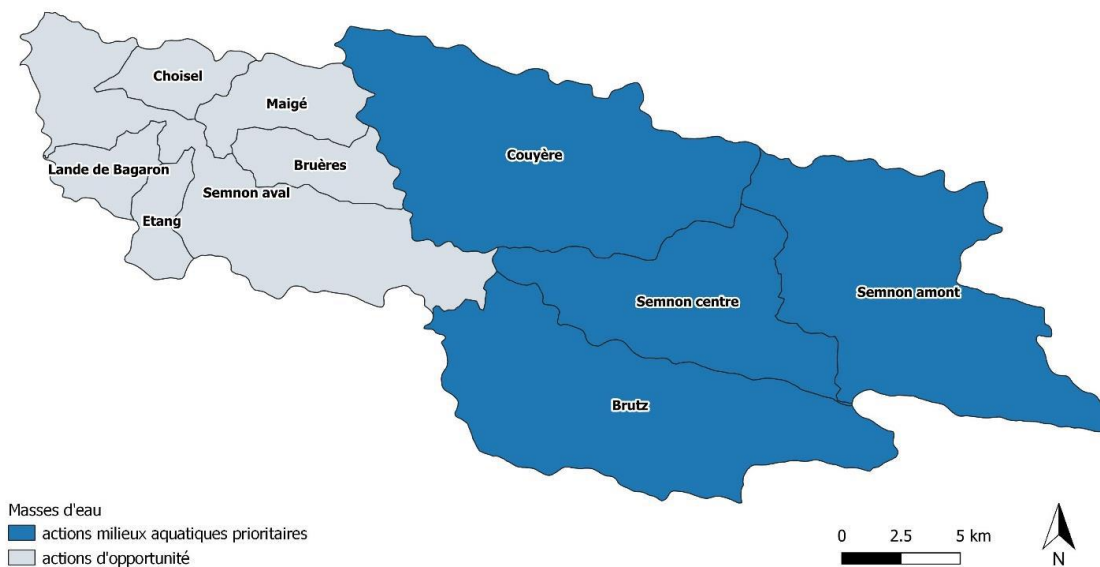 Choisel
Maigé
Couyère
Bruères
Lande de Bagaron
Semnon aval
Etang
Semnon centre
Semnon amont
Brutz
Masses d'eau
actions milieux aquatiques prioritaires
actions d'opportunité
0 2.5 5 km
N